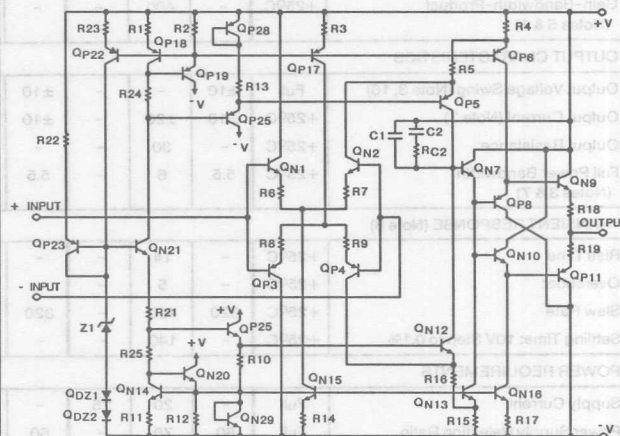 +V
R23
R1
R2
QP28
R3
R4
QP22
QP18
QP19
QP17
QP6
R5
R24
-V
R13
QP5
QP25
C1
C2
R22
-V
RC2
QN1
QN2
QN7
QN9
R6
R7
QP8
R18
+ INPUT
OUTPUT
QP23
QN21
R8
R9
QN10
R19
QP3
QP4
QP11
- INPUT
R21
+V
Z1
QP25
QN12
R25
+V
R10
QN20
R16
QDZ1
QN14
QN15
QN13
QN16
QDZ2
R11
R12
QN29
R14
R15
R17
-V